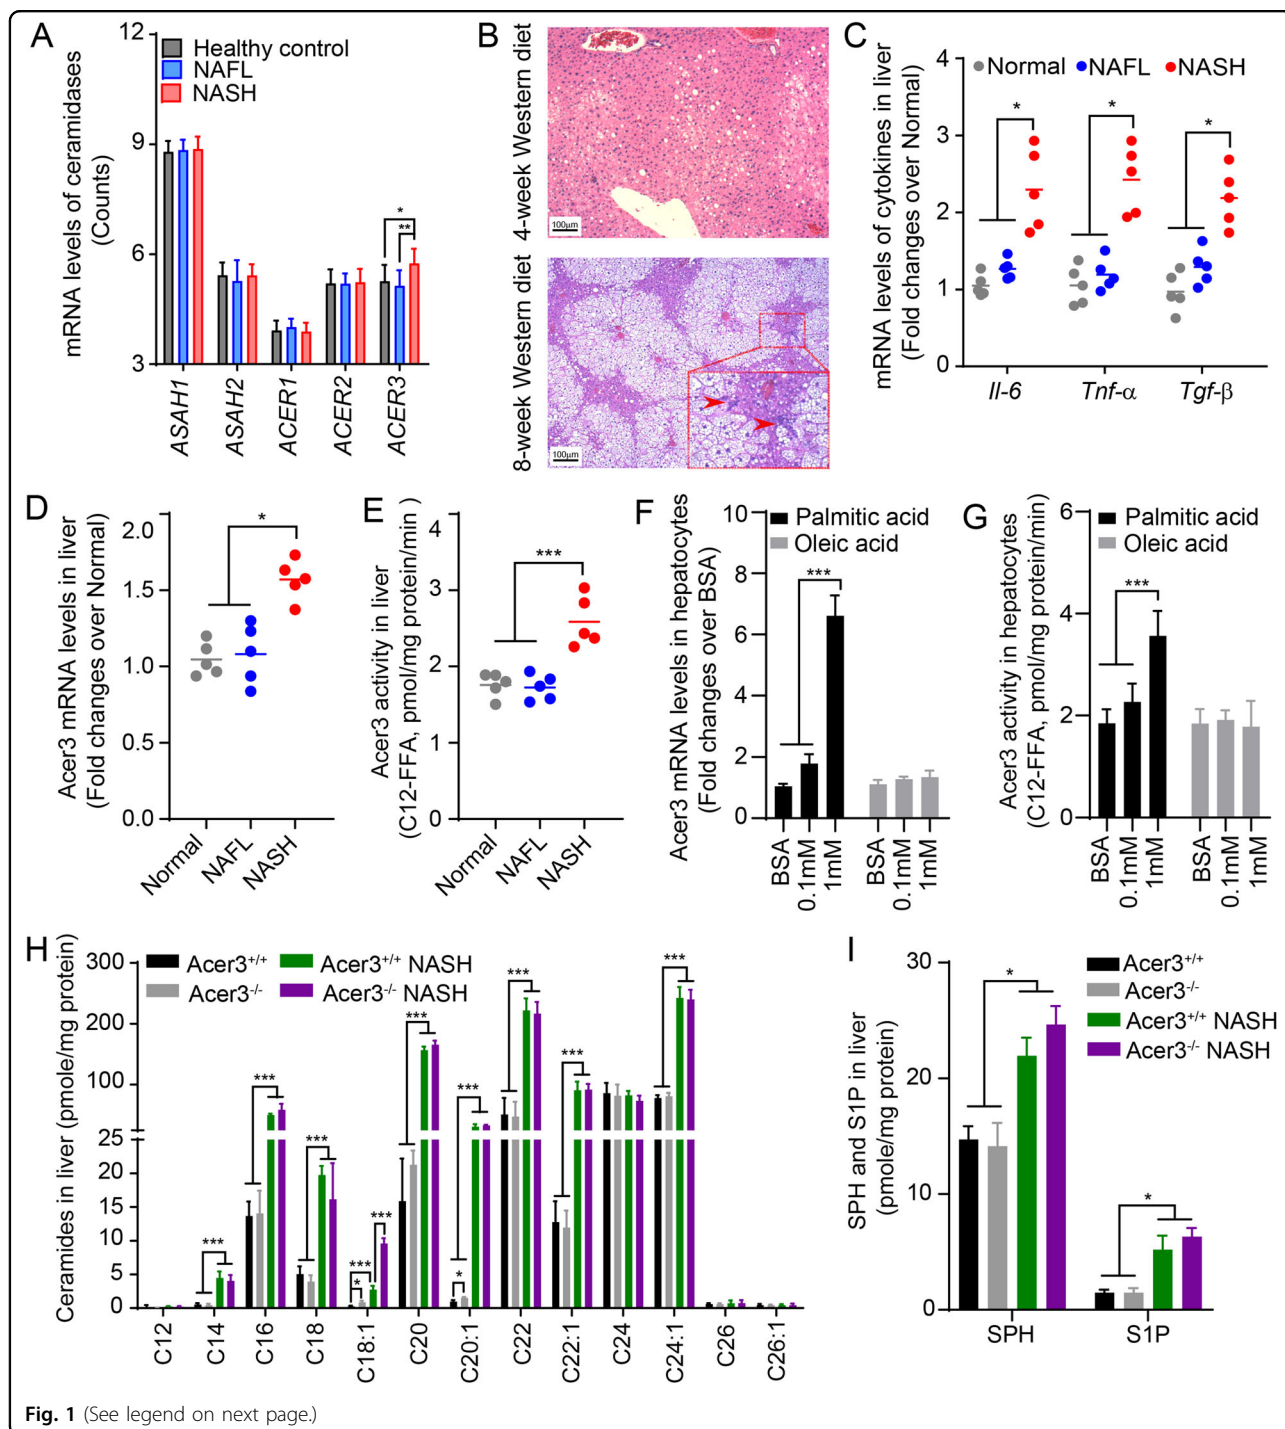 A
mRNA levels of ceramidases
(Counts)
12
9
6
3
Healthy control
NAFL
NASH
*
**
ASAH1
ASAH2
ACER1
ACER2
ACER3
B
4-week Western diet
100μm
8-week Western diet
100μm
C
mRNA levels of cytokines in liver
(Fold changes over Normal)
Normal
NAFL
NASH
4
3
2
1
0
*
*
*
Il-6
Tnf-α
Tgf-β
D
Acer3 mRNA levels in liver
(Fold changes over Normal)
2.0
1.5
1.0
0.5
0.0
*
Normal
NAFL
NASH
E
Acer3 activity in liver
(C12-FFA, pmol/mg protein/min)
4
3
2
1
0
***
Normal
NAFL
NASH
F
Acer3 mRNA levels in hepatocytes
(Fold changes over BSA)
10
8
6
4
2
0
Palmitic acid
Oleic acid
***
BSA
0.1mM
1mM
BSA
0.1mM
1mM
G
Acer3 activity in hepatocytes
(C12-FFA, pmol/mg protein/min)
6
4
2
0
Palmitic acid
Oleic acid
***
BSA
0.1mM
1mM
BSA
0.1mM
1mM
H
Ceramides in liver (pmole/mg protein)
300
200
100
25
20
15
10
5
0
Acer3+/+
Acer3-/-
Acer3+/+ NASH
Acer3-/- NASH
***
***
***
***
*
***
***
*
***
***
***
***
C12
C14
C16
C18
C18:1
C20
C20:1
C22
C22:1
C24
C24:1
C26
C26:1
I
SPH and S1P in liver
(pmole/mg protein)
30
20
10
0
Acer3+/+
Acer3-/-
Acer3+/+ NASH
Acer3-/- NASH
*
*
SPH
S1P
Fig. 1 (See legend on next page.)